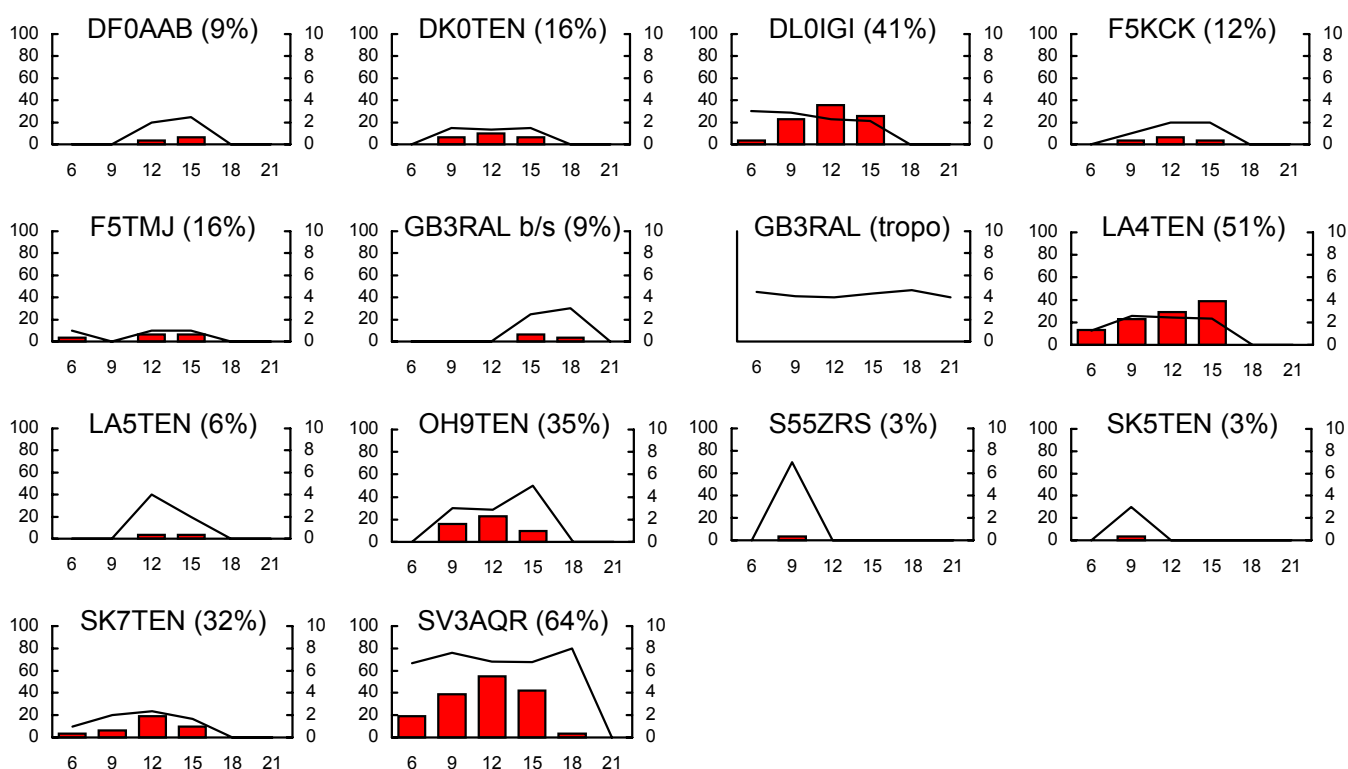 100 DF0AAB (9%) 10 100 DK0TEN (16%) 10 100 DL0IGI (41%) 10 100 F5KCK (12%) 10
80 8 80 8 80 8 80 8
60 6 60 6 60 6 60 6
40 4 40 4 40 4 40 4
20 2 20 2 20 2 20 2
0 0 0 0 0 0 0 0
6 9 12 15 18 21 6 9 12 15 18 21 6 9 12 15 18 21 6 9 12 15 18 21
100 F5TMJ (16%) 10 100 GB3RAL b/s (9%) 10 GB3RAL (tropo) 10 100 LA4TEN (51%) 10
80 8 80 8 8 80 8
60 6 60 6 6 60 6
40 4 40 4 4 40 4
20 2 20 2 2 20 2
0 0 0 0 0 0 0
6 9 12 15 18 21 6 9 12 15 18 21 6 9 12 15 18 21 6 9 12 15 18 21
100 LA5TEN (6%) 10 100 OH9TEN (35%) 10 100 S55ZRS (3%) 10 100 SK5TEN (3%) 10
80 8 80 8 80 8 80 8
60 6 60 6 60 6 60 6
40 4 40 4 40 4 40 4
20 2 20 2 20 2 20 2
0 0 0 0 0 0 0 0
6 9 12 15 18 21 6 9 12 15 18 21 6 9 12 15 18 21 6 9 12 15 18 21
100 SK7TEN (32%) 10 100 SV3AQR (64%) 10
80 8 80 8
60 6 60 6
40 4 40 4
20 2 20 2
0 0 0 0
6 9 12 15 18 21 6 9 12 15 18 21